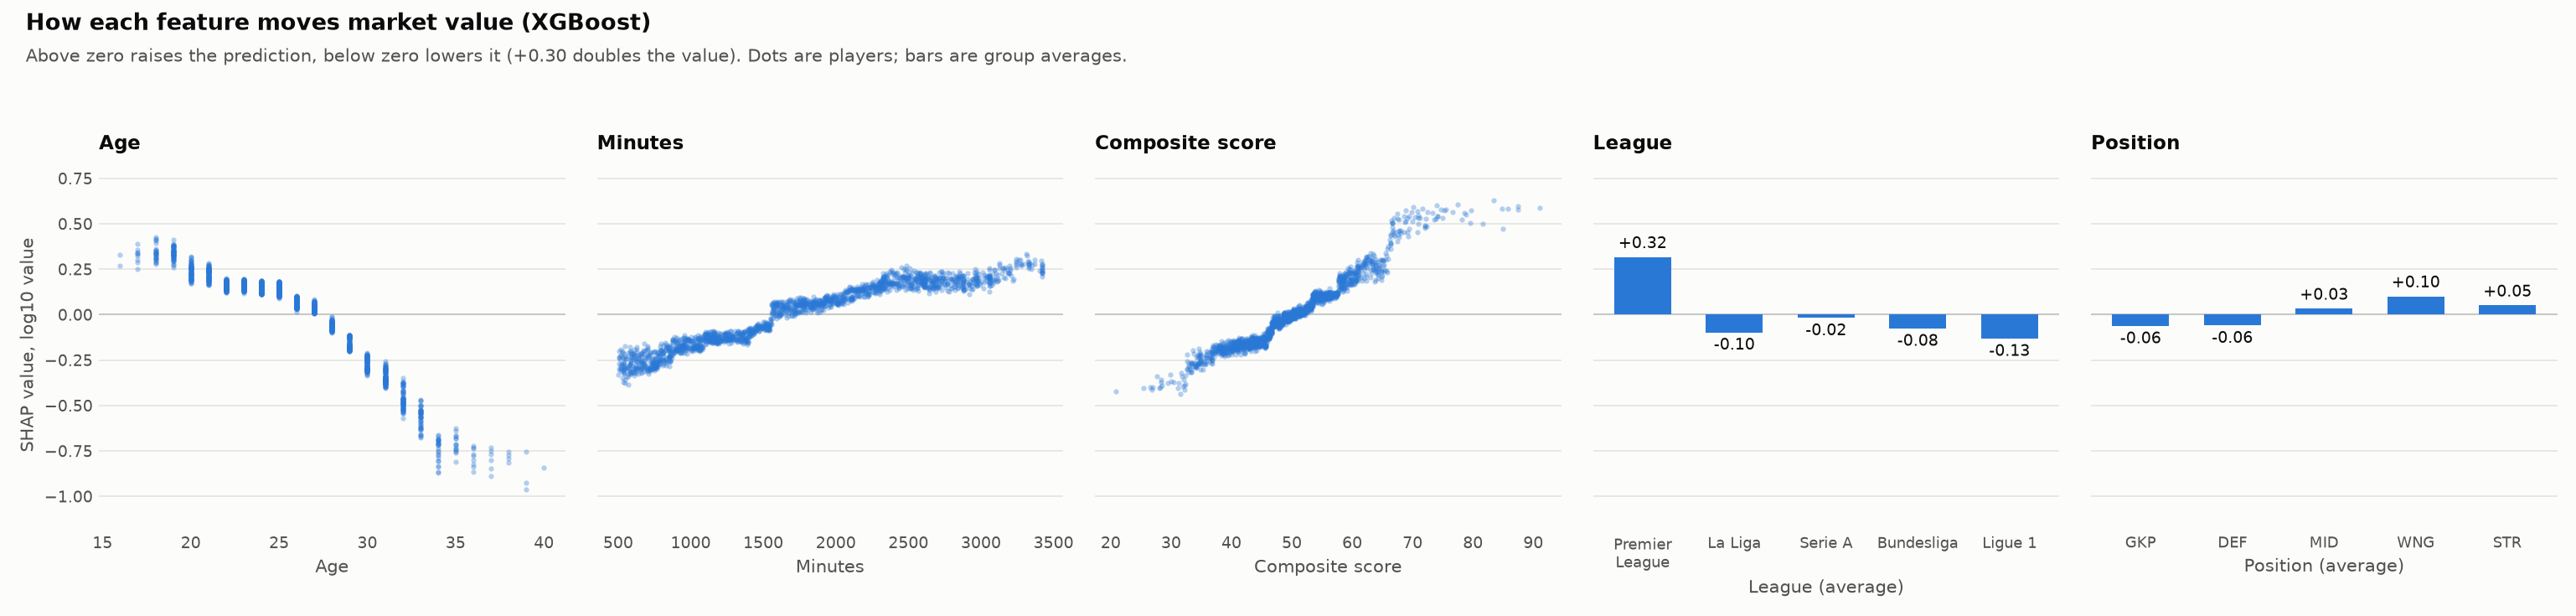 How each feature moves market value (XGBoost)
Above zero raises the prediction, below zero lowers it (+0.30 doubles the value). Dots are players; bars are group averages.
Age
Minutes
Composite score
League
Position
SHAP value, log10 value
0.75
0.50
0.25
0.00
−0.25
−0.50
−0.75
−1.00
15 20 25 30 35 40
Age
500 1000 1500 2000 2500 3000 3500
Minutes
20 30 40 50 60 70 80 90
Composite score
+0.32
-0.10
-0.02
-0.08
-0.13
Premier
League
La Liga
Serie A
Bundesliga
Ligue 1
League (average)
-0.06
-0.06
+0.03
+0.10
+0.05
GKP DEF MID WNG STR
Position (average)